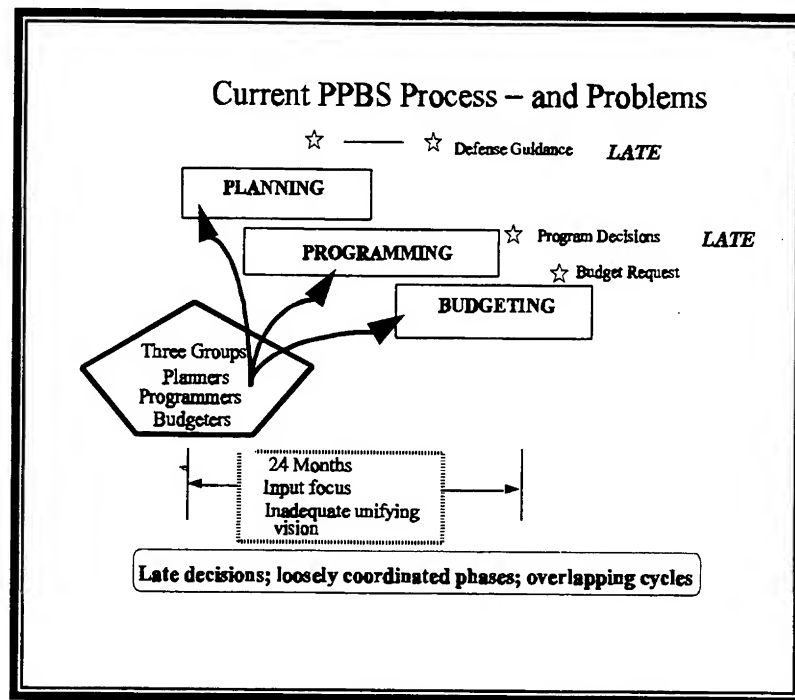 Current PPBS Process – and Problems
Defense Guidance LATE
PLANNING
Program Decisions LATE
PROGRAMMING
Budget Request
BUDGETING
Three Groups
Planners
Programmers
Budgeters
24 Months
Input focus
Inadequate unifying
vision
Late decisions; loosely coordinated phases; overlapping cycles